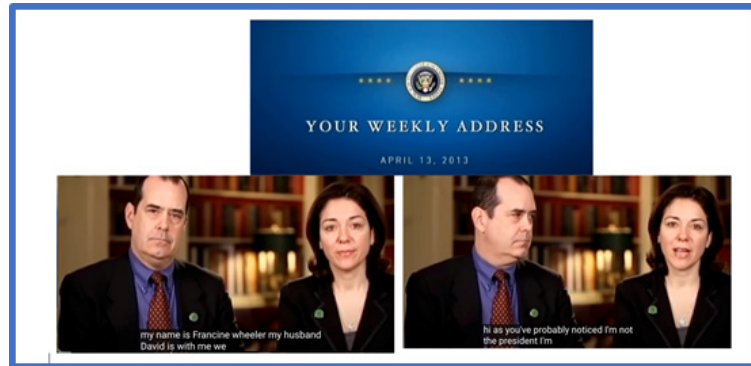 YOUR WEEKLY ADDRESS
APRIL 13, 2013
my name is Francine wheeler my husband
David is with me we
hi as you've probably noticed I'm not
the president I'm